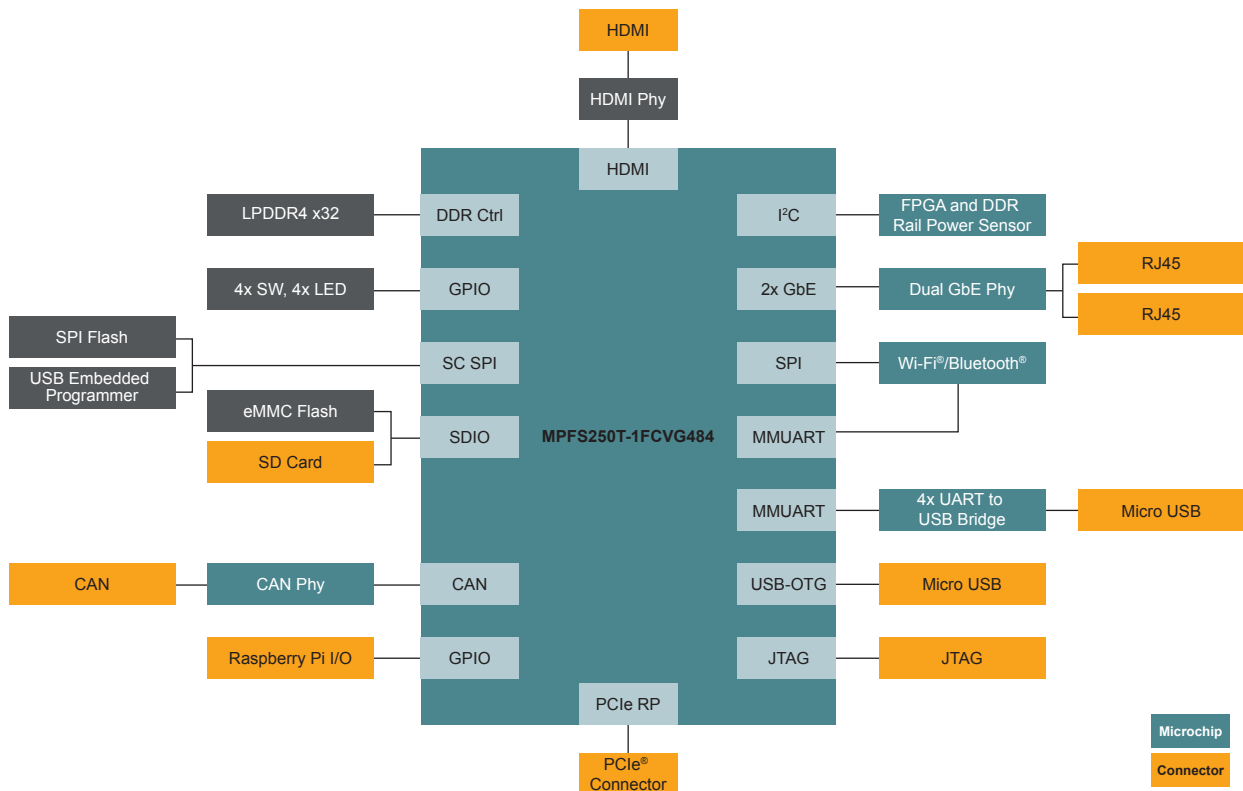 HDMI
HDMI Phy
HDMI
LPDDR4 x32
DDR Ctrl
I²C
FPGA and DDR
Rail Power Sensor
4x SW, 4x LED
GPIO
2x GbE
Dual GbE Phy
RJ45
RJ45
SPI Flash
USB Embedded
Programmer
SC SPI
SPI
Wi-Fi®/Bluetooth®
eMMC Flash
SD Card
SDIO
MPFS250T-1FCVG484
MMUART
MMUART
4x UART to
USB Bridge
Micro USB
CAN
CAN Phy
CAN
USB-OTG
Micro USB
Raspberry Pi I/O
GPIO
JTAG
JTAG
PCIe RP
PCIe®
Connector
Microchip
Connector